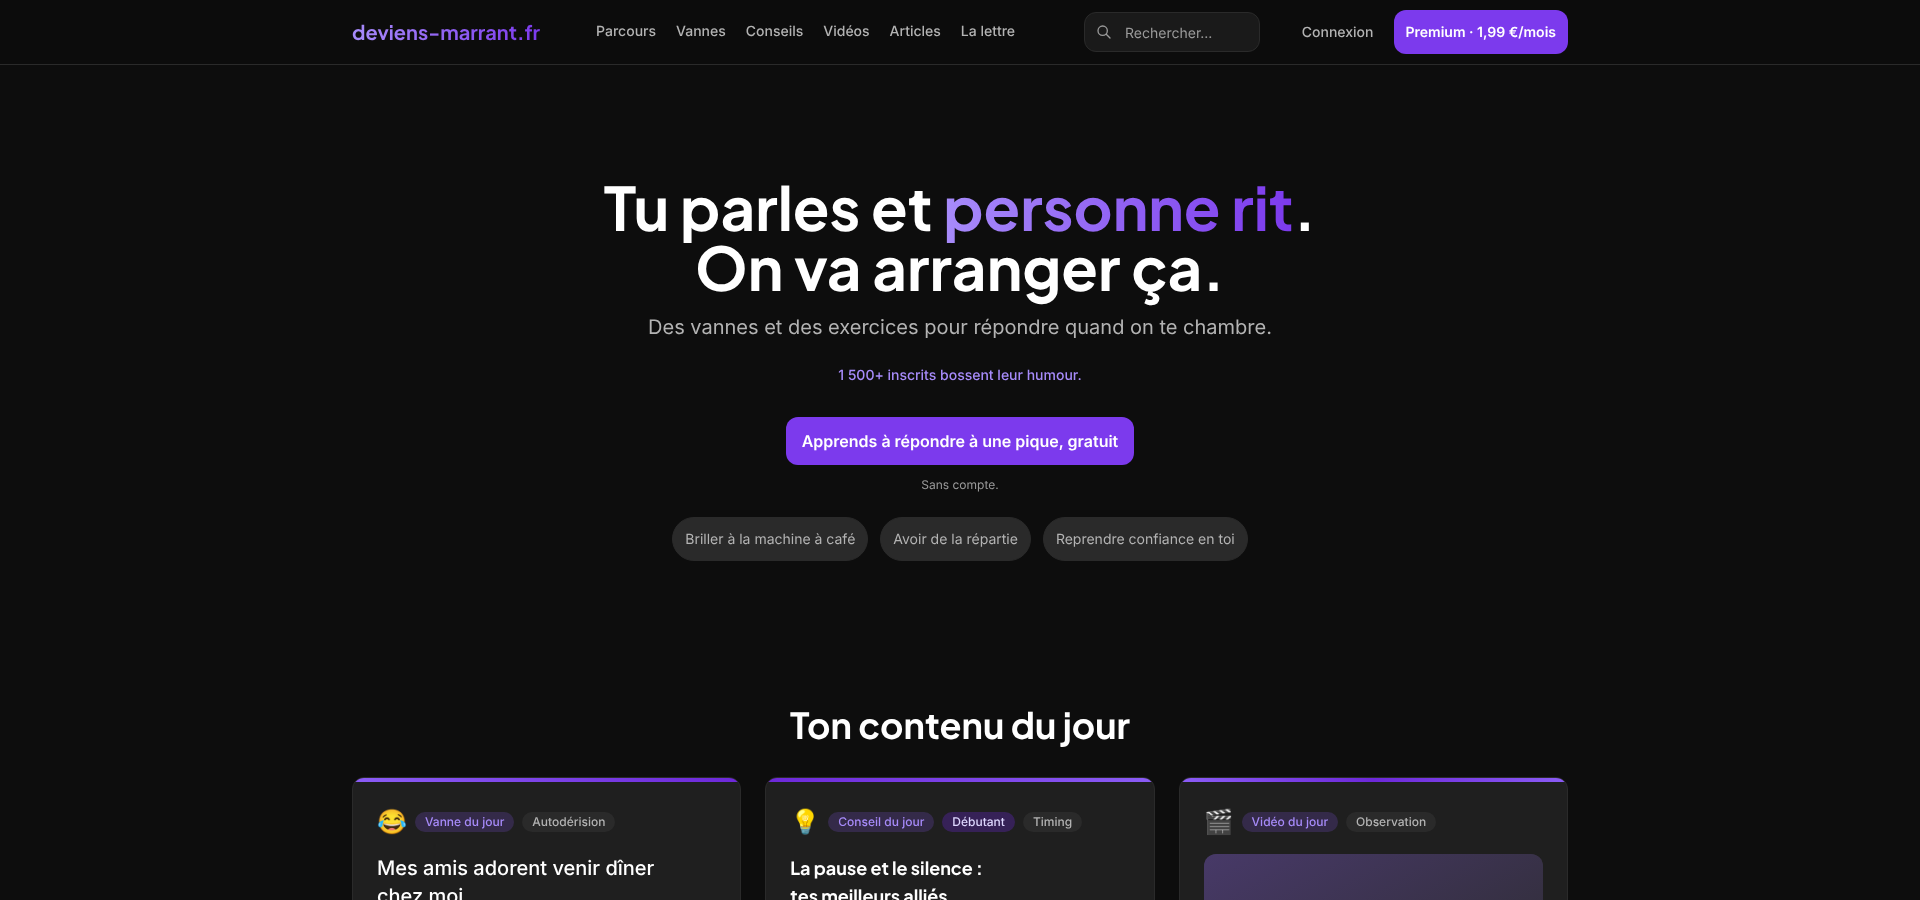 deviens-marrant.fr
Parcours
Vannes
Conseils
Vidéos
Articles
La lettre
Rechercher...
Connexion
Premium · 1,99 €/mois
Tu parles et personne rit.
On va arranger ça.
Des vannes et des exercices pour répondre quand on te chambre.
1 500+ inscrits bossent leur humour.
Apprends à répondre à une pique, gratuit
Sans compte.
Briller à la machine à café
Avoir de la répartie
Reprendre confiance en toi
Ton contenu du jour
Vanne du jour
Autodérision
Mes amis adorent venir dîner
chez moi
Conseil du jour
Débutant
Timing
La pause et le silence :
tes meilleurs alliés
Vidéo du jour
Observation